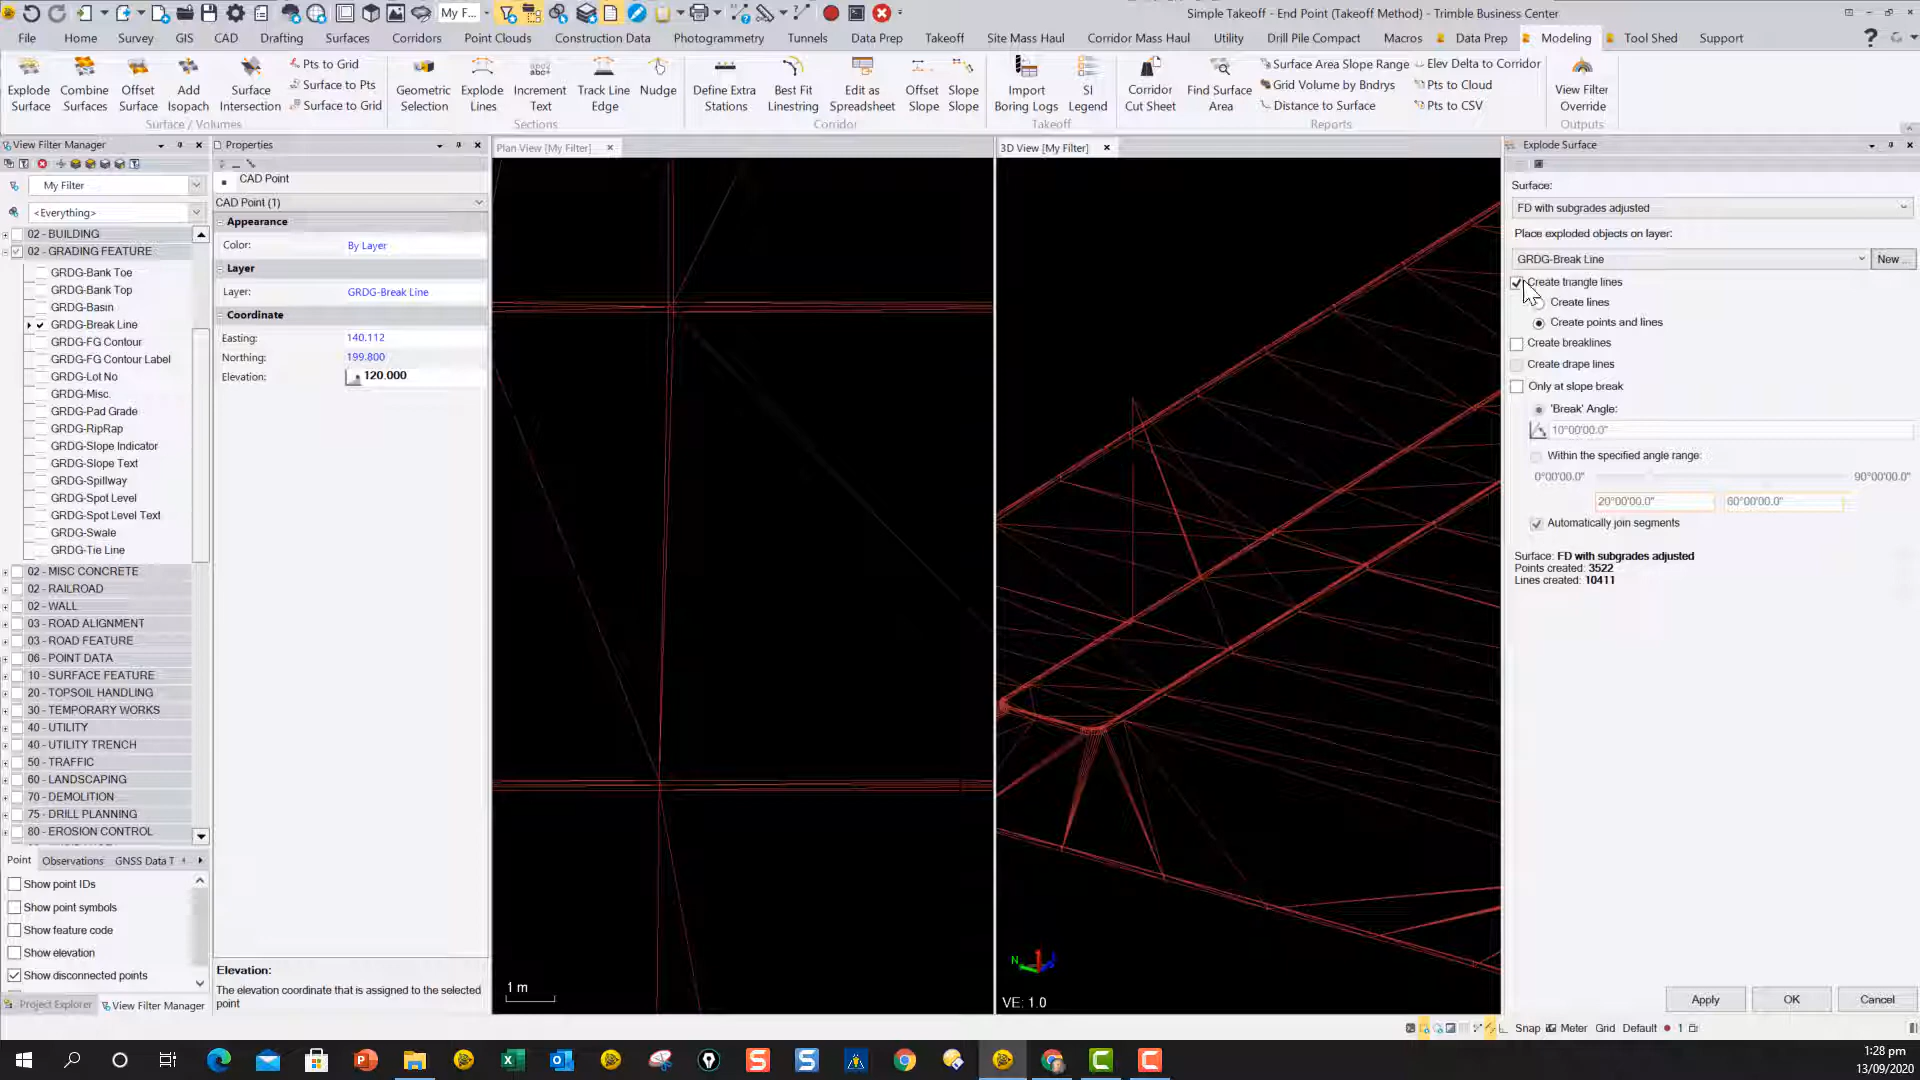 My F...
Simple Takeoff - End Point (Takeoff Method) - Trimble Business Center
File Home Survey GIS CAD Drafting Surfaces Corridors Point Clouds Construction Data Photogrammetry Tunnels Data Prep Takeoff Site Mass Haul Corridor Mass Haul Utility Drill Pile Compact Macros Data Prep Modeling Tool Shed Support
Explode Surface
Combine Surfaces
Offset Surface
Add Isopach
Surface Intersection
Pts to Grid
Surface to Pts
Surface to Grid
Surface / Volumes
Geometric Selection
Explode Lines
Increment Text
Track Line Edge
Nudge
Sections
Define Extra Stations
Best Fit Linestring
Edit as Spreadsheet
Offset Slope
Slope Slope
Corridor
Import Boring Logs
SI Legend
Takeoff
Corridor Cut Sheet
Find Surface Area
Surface Area Slope Range
Grid Volume by Bndrys
Distance to Surface
Elev Delta to Corridor
Pts to Cloud
Pts to CSV
Reports
View Filter Override
Outputs
View Filter Manager
My Filter
<Everything>
02 - BUILDING
02 - GRADING FEATURE
GRDG-Bank Toe
GRDG-Bank Top
GRDG-Basin
GRDG-Break Line
GRDG-FG Contour
GRDG-FG Contour Label
GRDG-Lot No
GRDG-Misc.
GRDG-Pad Grade
GRDG-RipRap
GRDG-Slope Indicator
GRDG-Slope Text
GRDG-Spillway
GRDG-Spot Level
GRDG-Spot Level Text
GRDG-Swale
GRDG-Tie Line
02 - MISC CONCRETE
02 - RAILROAD
02 - WALL
03 - ROAD ALIGNMENT
03 - ROAD FEATURE
06 - POINT DATA
10 - SURFACE FEATURE
20 - TOPSOIL HANDLING
30 - TEMPORARY WORKS
40 - UTILITY
40 - UTILITY TRENCH
50 - TRAFFIC
60 - LANDSCAPING
70 - DEMOLITION
75 - DRILL PLANNING
80 - EROSION CONTROL
Point Observations GNSS Data T
Show point IDs
Show point symbols
Show feature code
Show elevation
Show disconnected points
Project Explorer View Filter Manager
Properties
CAD Point
CAD Point (1)
Appearance
Color: By Layer
Layer
Layer: GRDG-Break Line
Coordinate
Easting: 140.112
Northing: 199.800
Elevation: 120.000
Elevation:
The elevation coordinate that is assigned to the selected
point
Plan View [My Filter]
1 m
3D View [My Filter]
N
VE: 1.0
Explode Surface
Surface:
FD with subgrades adjusted
Place exploded objects on layer:
GRDG-Break Line New ...
Create triangle lines
Create lines
Create points and lines
Create breaklines
Create drape lines
Only at slope break
'Break' Angle:
10°00'00.0"
Within the specified angle range:
0°00'00.0" 90°00'00.0"
20°00'00.0" 60°00'00.0"
Automatically join segments
Surface: FD with subgrades adjusted
Points created: 3522
Lines created: 10411
Apply OK Cancel
Snap Meter Grid Default 1
1:28 pm
13/09/2020